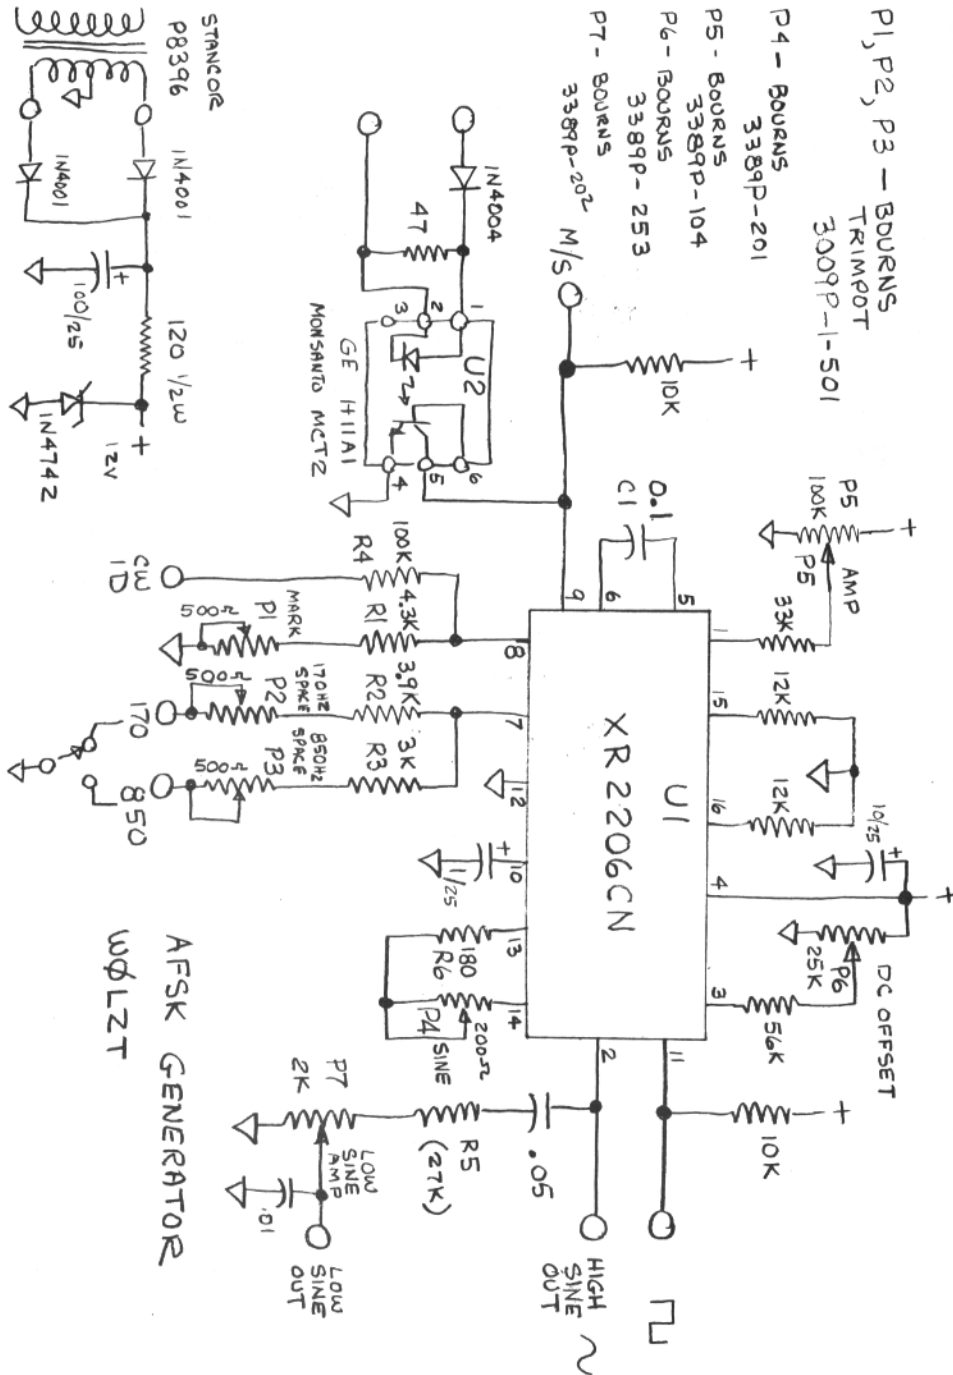 P1, P2, P3 — BOURNS
TRIMPOT
3009P-1-501
P4 — BOURNS
3389P-201
P5 - BOURNS
3389P-104
P6 - BOURNS
3389P-253
P7 - BOURNS
3389P-202
M/S
+
10K
P5
100K
+
P5
AMP
33K
12K
12K
10/25
+
+
P6
25K
DC OFFSET
56K
+
10K
0.1
C1
9
6
5
1
15
16
4
3
11
2
14
13
10
12
7
8
U1
XR2206CN
1N4004
47
1
2
3
U2
6
5
4
GE H11A1
MONSANTO MCT2
STANCOR
P8396
1N4001
1N4001
+
100/25
120 1/2W
1N4742
+
12V
CW
ID
100K
R4
4.3K
R1
MARK
P1
500Ω
3.9K
R2
170HZ
SPACE
P2
500Ω
3K
R3
850HZ
SPACE
P3
500Ω
170
850
+
1/25
180
R6
200Ω
P4
SINE
P7
2K
LOW
SINE
AMP
.01
R5
(27K)
.05
LOW
SINE
OUT
HIGH
SINE
OUT
AFSK GENERATOR
WØLZT